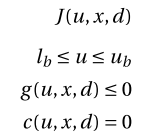 J(u, x, d)
l_b ≤ u ≤ u_b
g(u, x, d) ≤ 0
c(u, x, d) = 0